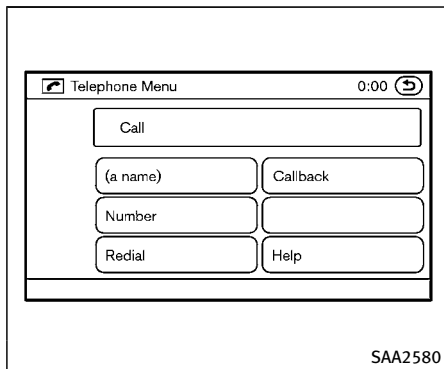 Telephone Menu 0:00
Call
(a name) Callback
Number
Redial Help
SAA2580